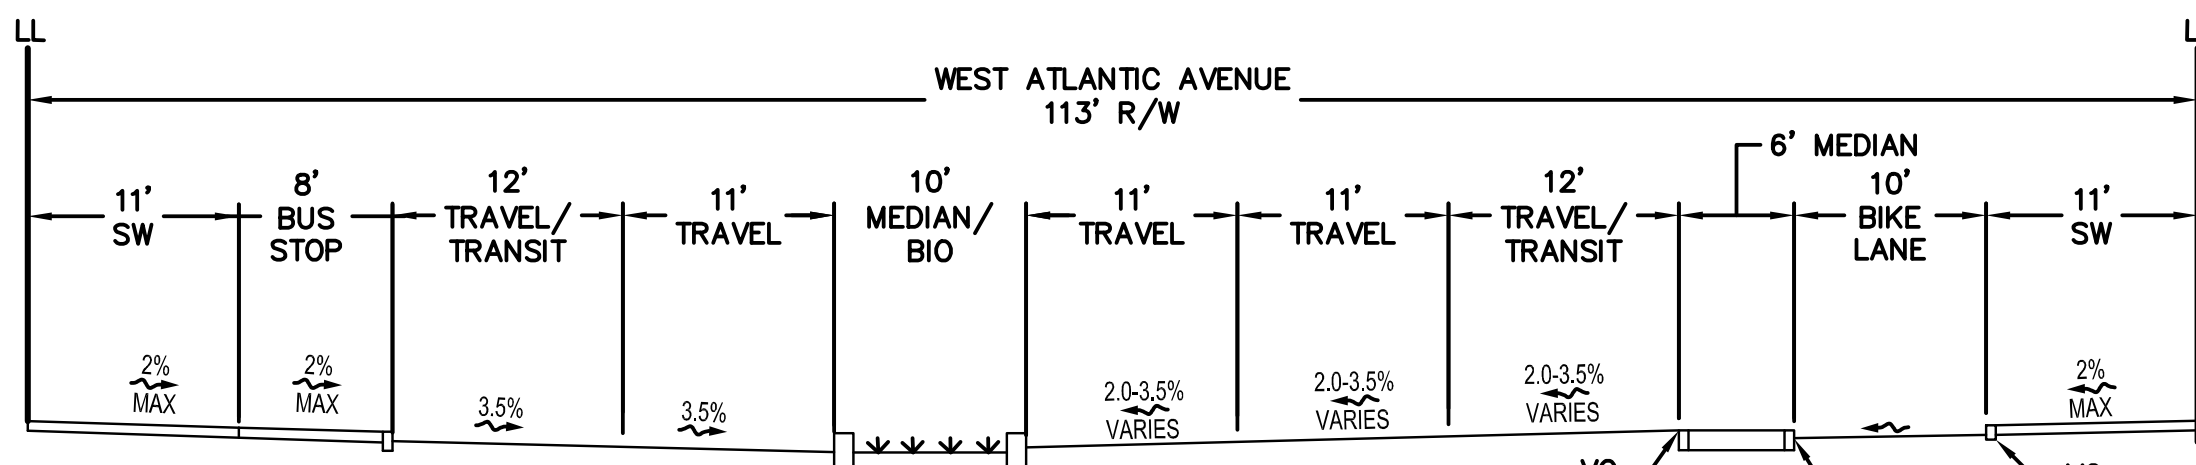 LL
WEST ATLANTIC AVENUE
113' R/W
6' MEDIAN
11'
SW
8'
BUS
STOP
12'
TRAVEL/
TRANSIT
11'
TRAVEL
10'
MEDIAN/
BIO
11'
TRAVEL
11'
TRAVEL
12'
TRAVEL/
TRANSIT
10'
BIKE
LANE
11'
SW
2%
MAX
2%
MAX
3.5%
3.5%
2.0-3.5%
VARIES
2.0-3.5%
VARIES
2.0-3.5%
VARIES
2%
MAX